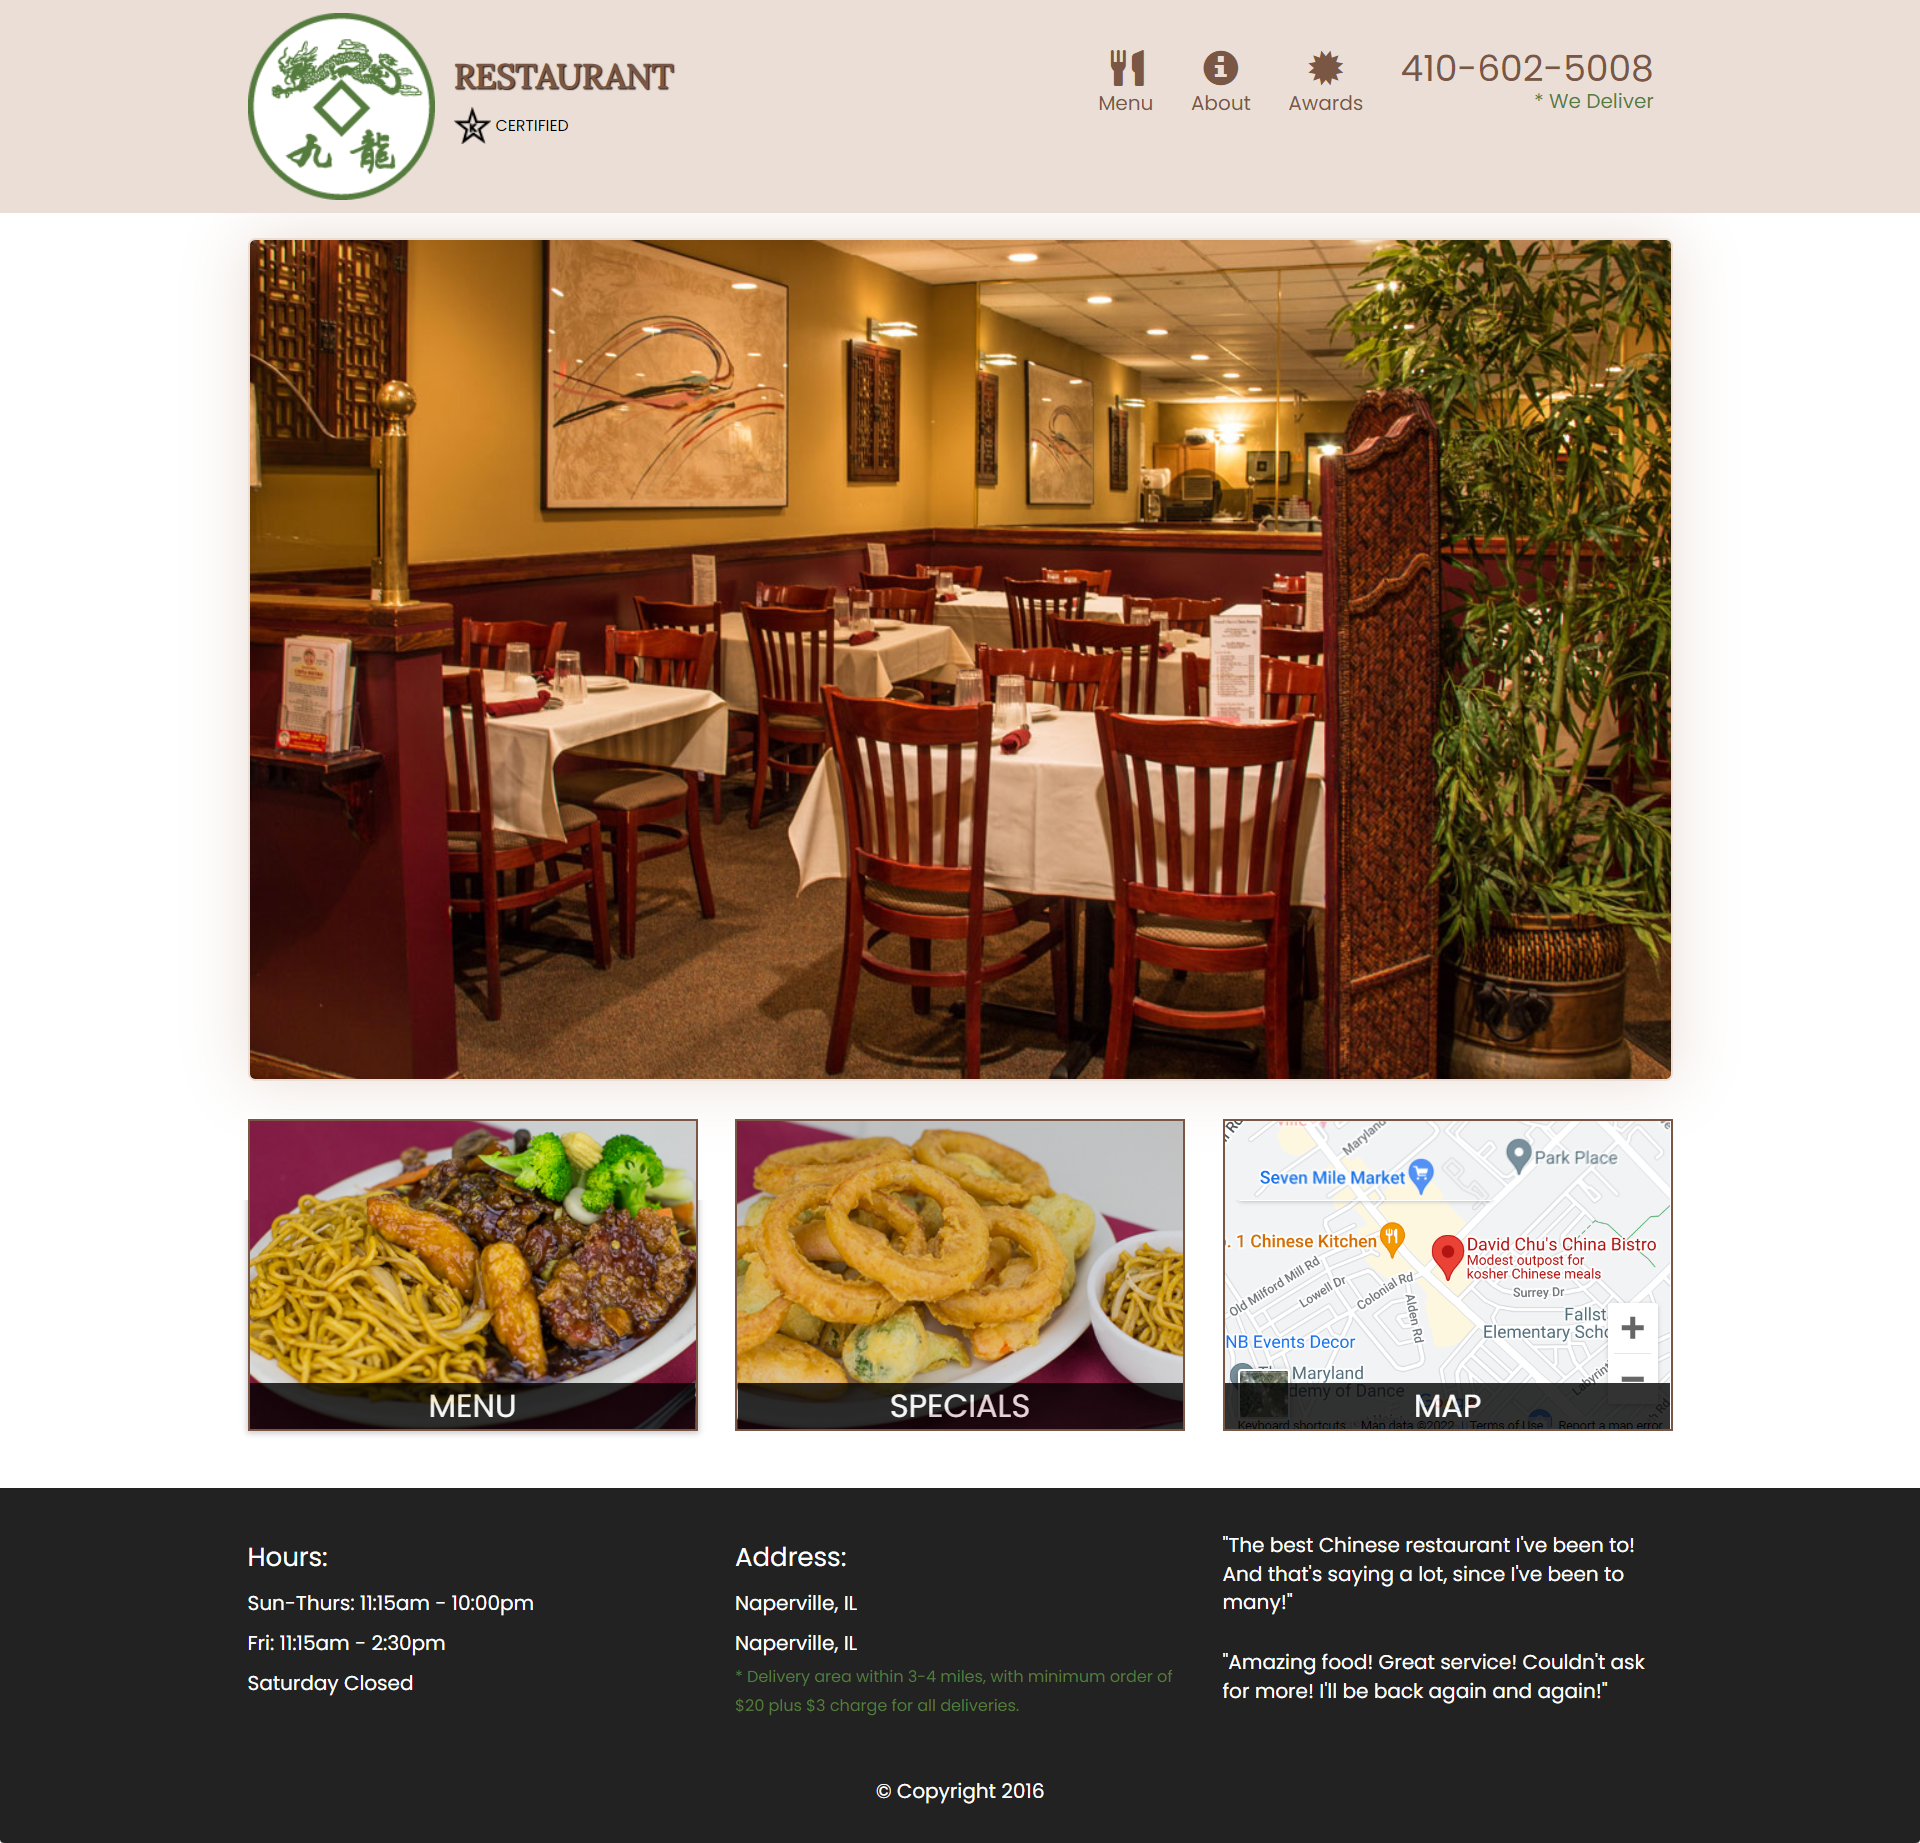 九龍
RESTAURANT
K CERTIFIED
Menu
About
Awards
410-602-5008
* We Deliver
MENU
SPECIALS
Maryland
Park Place
Seven Mile Market
. 1 Chinese Kitchen
David Chu's China Bistro
Modest outpost for
kosher Chinese meals
Old Milford Mill Rd
Lowell Dr
Colonial Rd
Alden Rd
Surrey Dr
Fallst
Elementary Scho
NB Events Decor
Labyrin
Maryland
demy of Dance
MAP
Keyboard shortcuts
Map data ©2022
Terms of Use
Report a map error
Hours:
Sun-Thurs: 11:15am - 10:00pm
Fri: 11:15am - 2:30pm
Saturday Closed
Address:
Naperville, IL
Naperville, IL
* Delivery area within 3-4 miles, with minimum order of
$20 plus $3 charge for all deliveries.
"The best Chinese restaurant I've been to!
And that's saying a lot, since I've been to
many!"
"Amazing food! Great service! Couldn't ask
for more! I'll be back again and again!"
© Copyright 2016